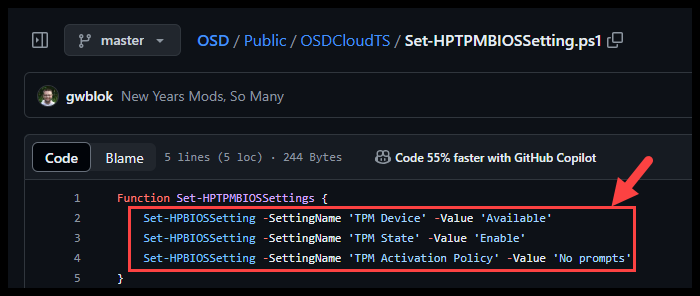 master OSD / Public / OSDCloudTS / Set-HPTPMBIOSSetting.ps1
gwblok New Years Mods, So Many
Code Blame 5 lines (5 loc) · 244 Bytes Code 55% faster with GitHub Copilot
1 Function Set-HPTPMBIOSSettings {
2 Set-HPBIOSSetting -SettingName 'TPM Device' -Value 'Available'
3 Set-HPBIOSSetting -SettingName 'TPM State' -Value 'Enable'
4 Set-HPBIOSSetting -SettingName 'TPM Activation Policy' -Value 'No prompts'
5 }